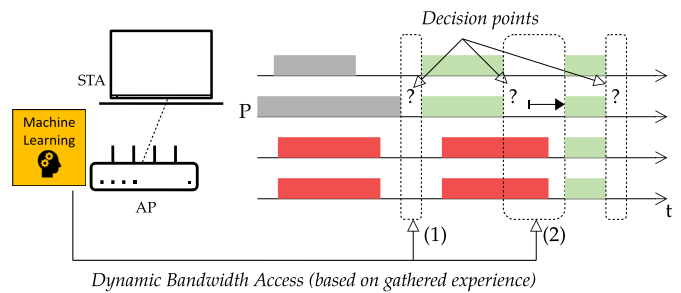 Decision points
STA
Machine
Learning
P
?
?
?
AP
t
(1)
(2)
Dynamic Bandwidth Access (based on gathered experience)